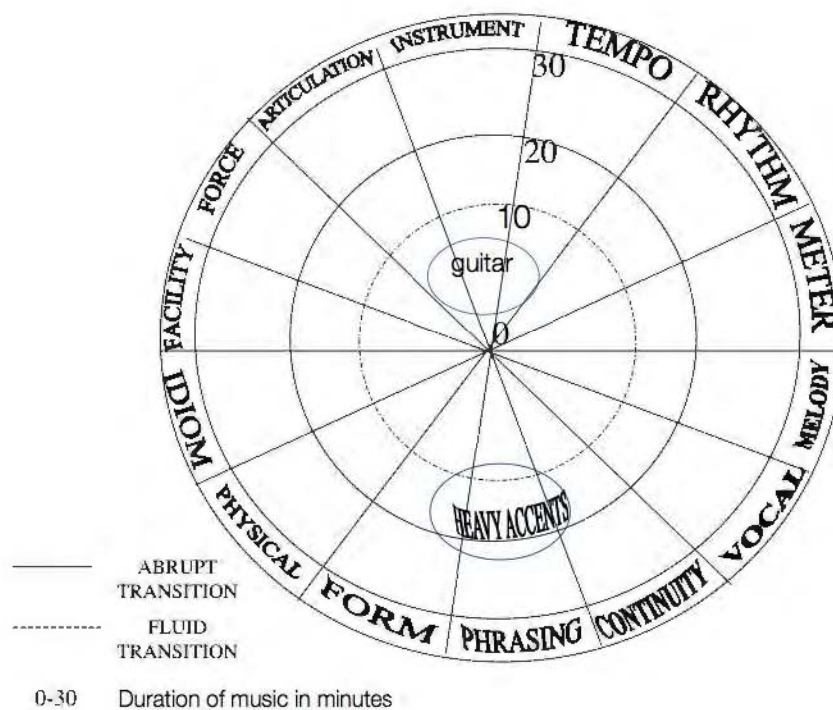 INSTRUMENT
TEMPO
RHYTHM
METER
MELODY
VOCAL
CONTINUITY
PHRASING
FORM
PHYSICAL
IDIOM
FACILITY
FORCE
ARTICULATION
30
20
10
guitar
0
HEAVY ACCENTS
ABRUPT
TRANSITION
FLUID
TRANSITION
0-30 Duration of music in minutes